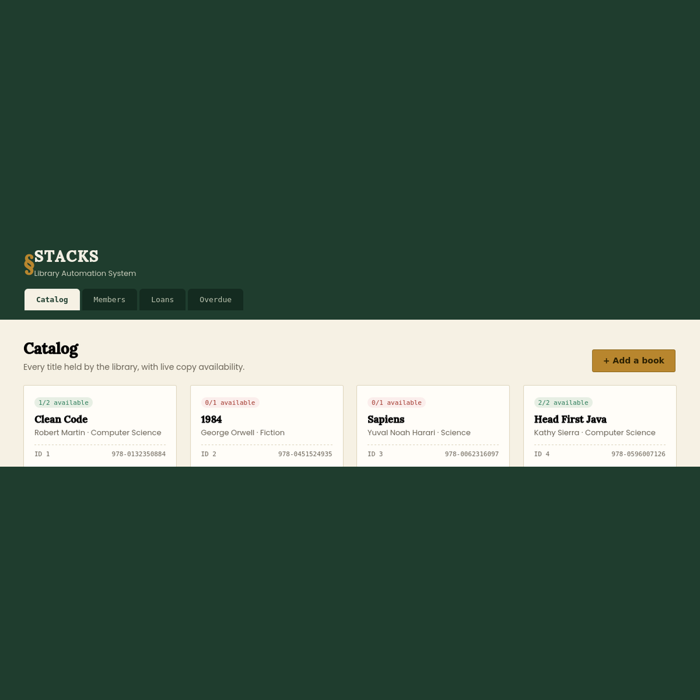 §
STACKS
Library Automation System
Catalog
Members
Loans
Overdue
Catalog
Every title held by the library, with live copy availability.
+ Add a book
1/2 available
Clean Code
Robert Martin · Computer Science
ID 1 978-0132350884
0/1 available
1984
George Orwell · Fiction
ID 2 978-0451524935
0/1 available
Sapiens
Yuval Noah Harari · Science
ID 3 978-0062316097
2/2 available
Head First Java
Kathy Sierra · Computer Science
ID 4 978-0596007126